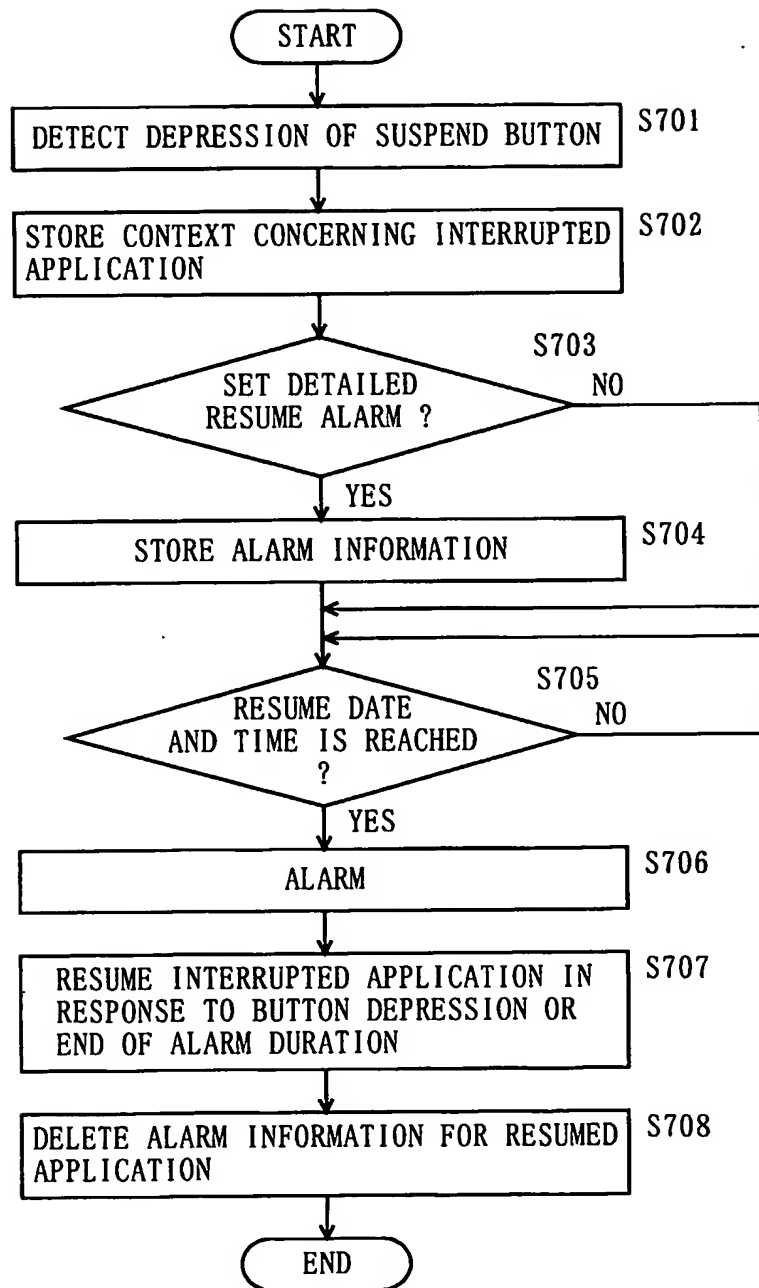 START
DETECT DEPRESSION OF SUSPEND BUTTON
S701
STORE CONTEXT CONCERNING INTERRUPTED
APPLICATION
S702
S703
SET DETAILED
RESUME ALARM ?
NO
YES
STORE ALARM INFORMATION
S704
S705
RESUME DATE
AND TIME IS REACHED
?
NO
YES
ALARM
S706
RESUME INTERRUPTED APPLICATION IN
RESPONSE TO BUTTON DEPRESSION OR
END OF ALARM DURATION
S707
DELETE ALARM INFORMATION FOR RESUMED
APPLICATION
S708
END